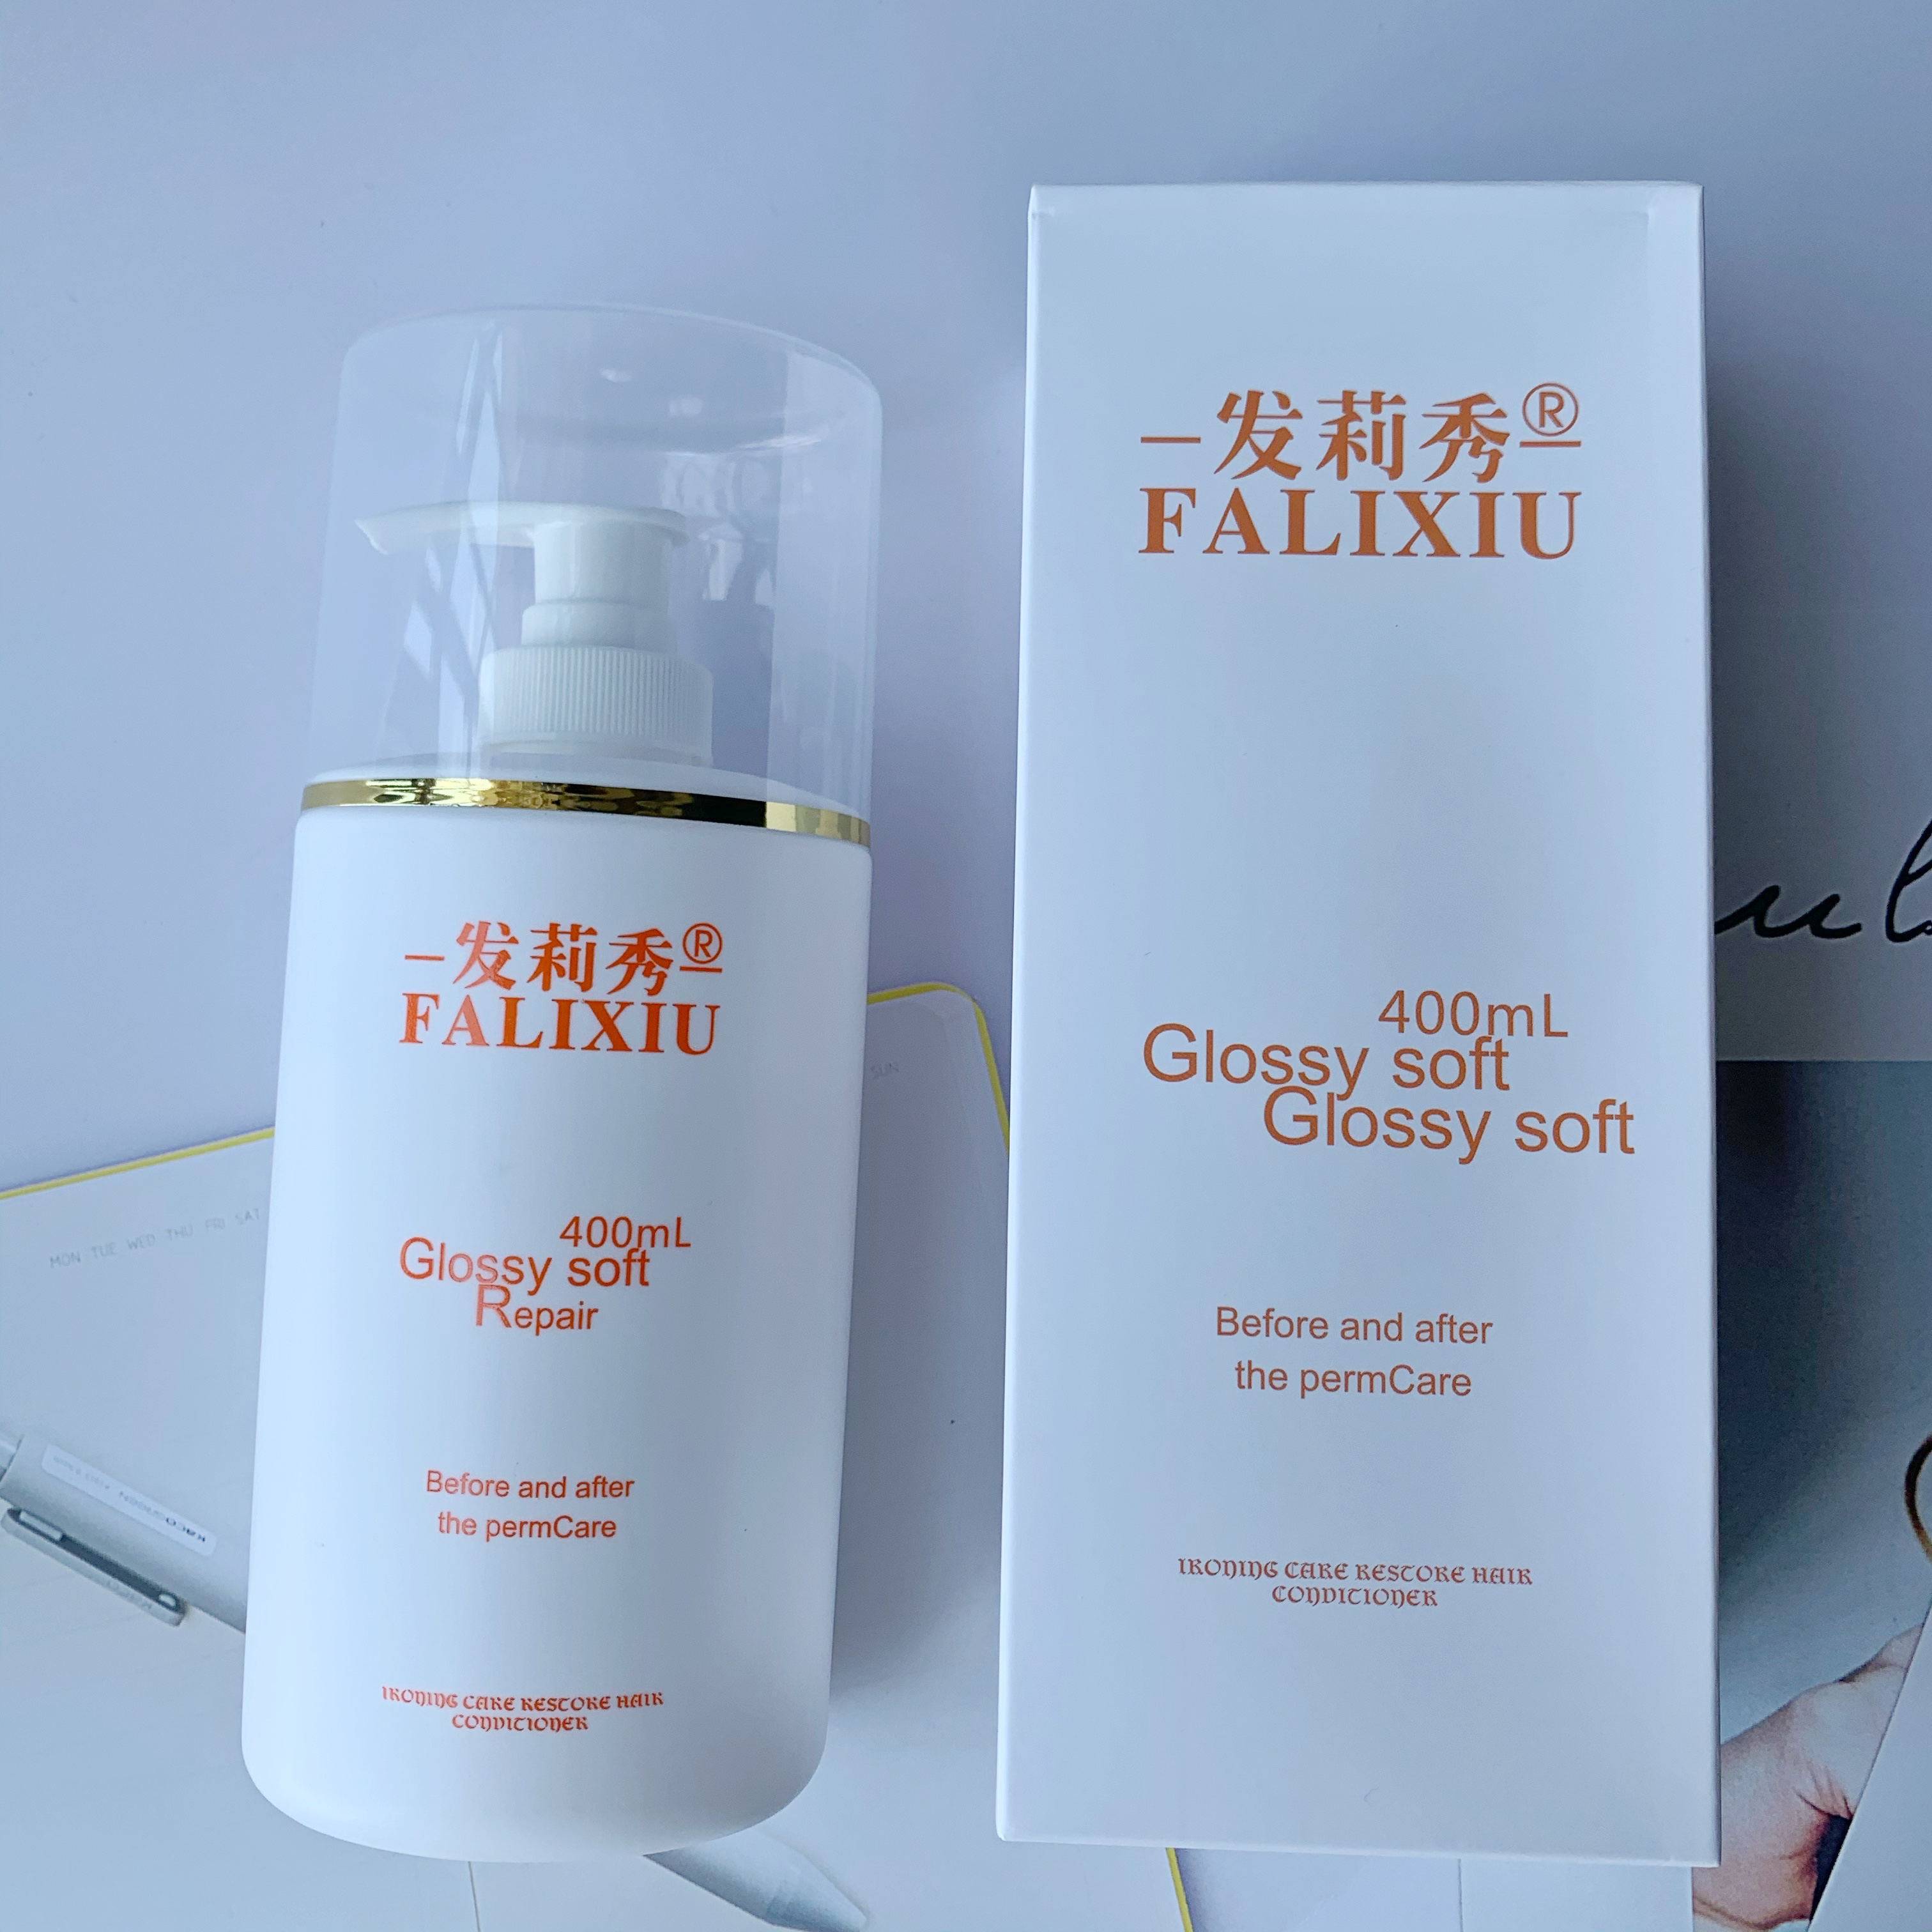 发莉秀®
FALIXIU
400mL
Glossy soft
Repair
Before and after
the permCare
IRONING CARE RESTORE HAIR
CONDITIONER
发莉秀®
FALIXIU
400mL
Glossy soft
Glossy soft
Before and after
the permCare
IRONING CARE RESTORE HAIR
CONDITIONER
MON TUE WED THU FRI SAT
SUN